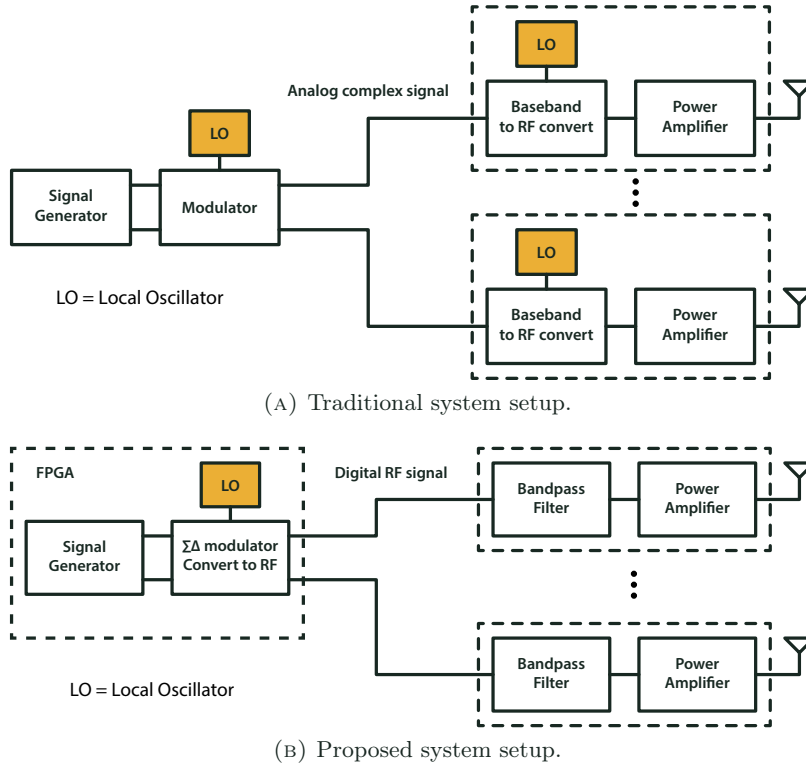 LO
Analog complex signal
Baseband
to RF convert
Power
Amplifier
LO
Signal
Generator
Modulator
LO
LO = Local Oscillator
Baseband
to RF convert
Power
Amplifier
(A) Traditional system setup.
FPGA
LO
Digital RF signal
Bandpass
Filter
Power
Amplifier
Signal
Generator
ΣΔ modulator
Convert to RF
LO = Local Oscillator
Bandpass
Filter
Power
Amplifier
(B) Proposed system setup.